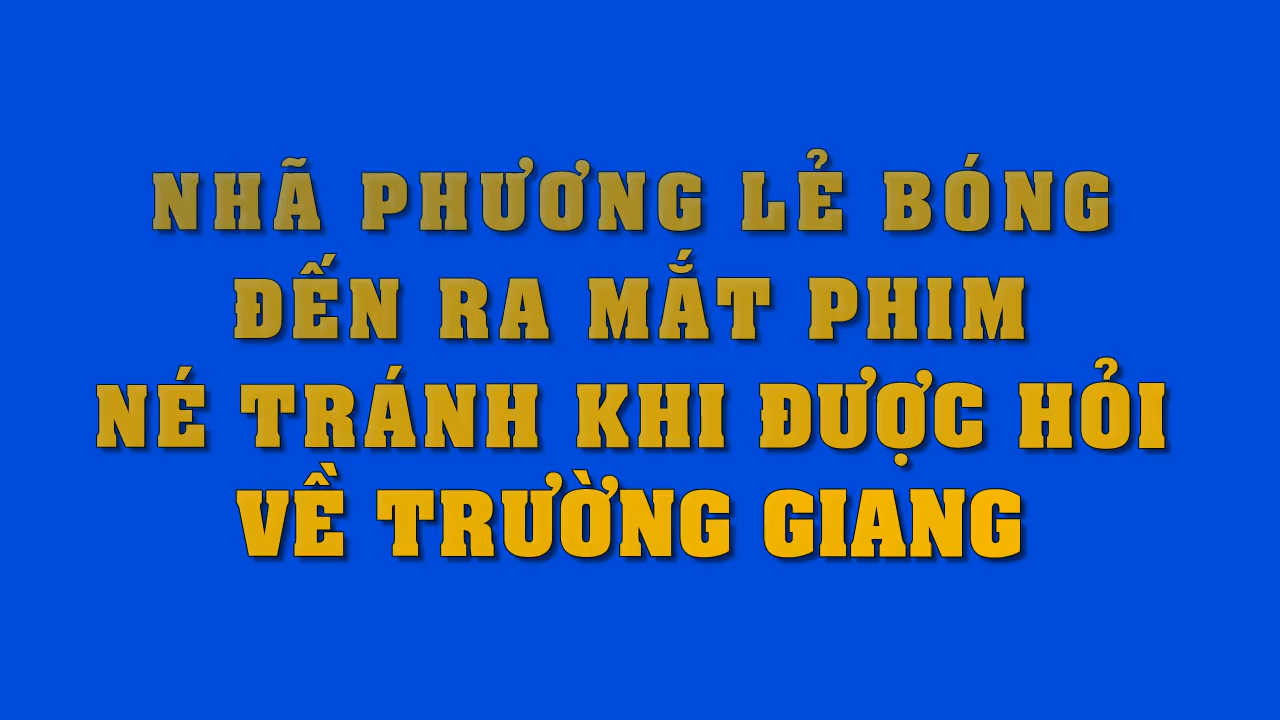 NHÃ PHƯƠNG LẺ BÓNG
ĐẾN RA MẮT PHIM
NÉ TRÁNH KHI ĐƯỢC HỎI
VỀ TRƯỜNG GIANG